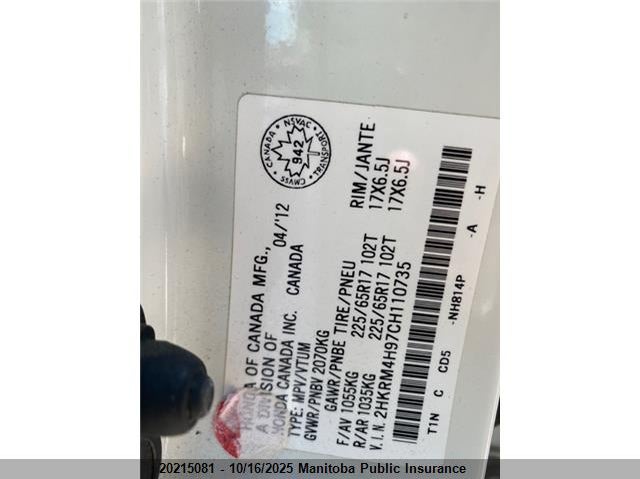 HONDA OF CANADA MFG.,
A DIVISION OF
HONDA CANADA INC.
04/'12
CANADA
TYPE: MPV/VTUM
GVWR/PNBV 2070KG
GAWR/PNBE TIRE/PNEU RIM/JANTE
F/AV 1055KG 225/65R17 102T 17X6.5J
R/AR 1035KG 225/65R17 102T 17X6.5J
V.I.N. 2HKRM4H97CH110735
T1N C CD5 -NH814P -A -H
CANADA NSVAC TRANSPORT CMVSS
942
20215081 - 10/16/2025 Manitoba Public Insurance